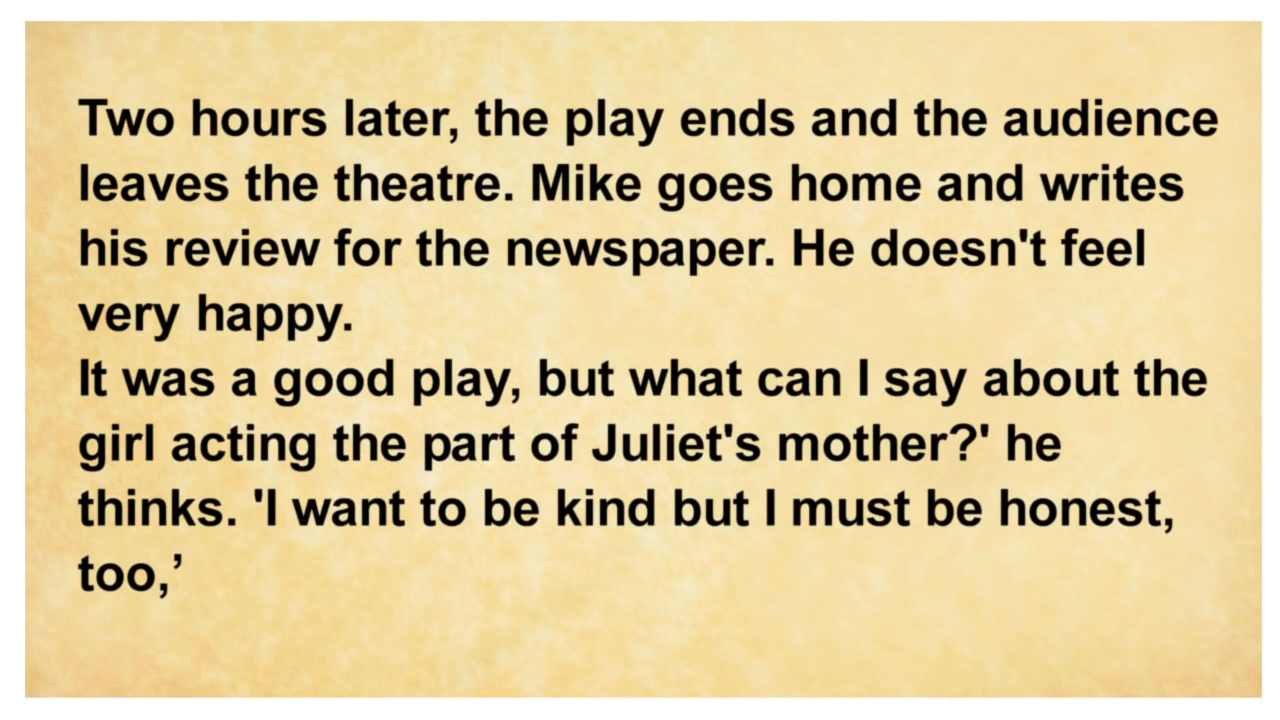 Two hours later, the play ends and the audience
leaves the theatre. Mike goes home and writes
his review for the newspaper. He doesn't feel
very happy.
It was a good play, but what can I say about the
girl acting the part of Juliet's mother?' he
thinks. 'I want to be kind but I must be honest,
too,’